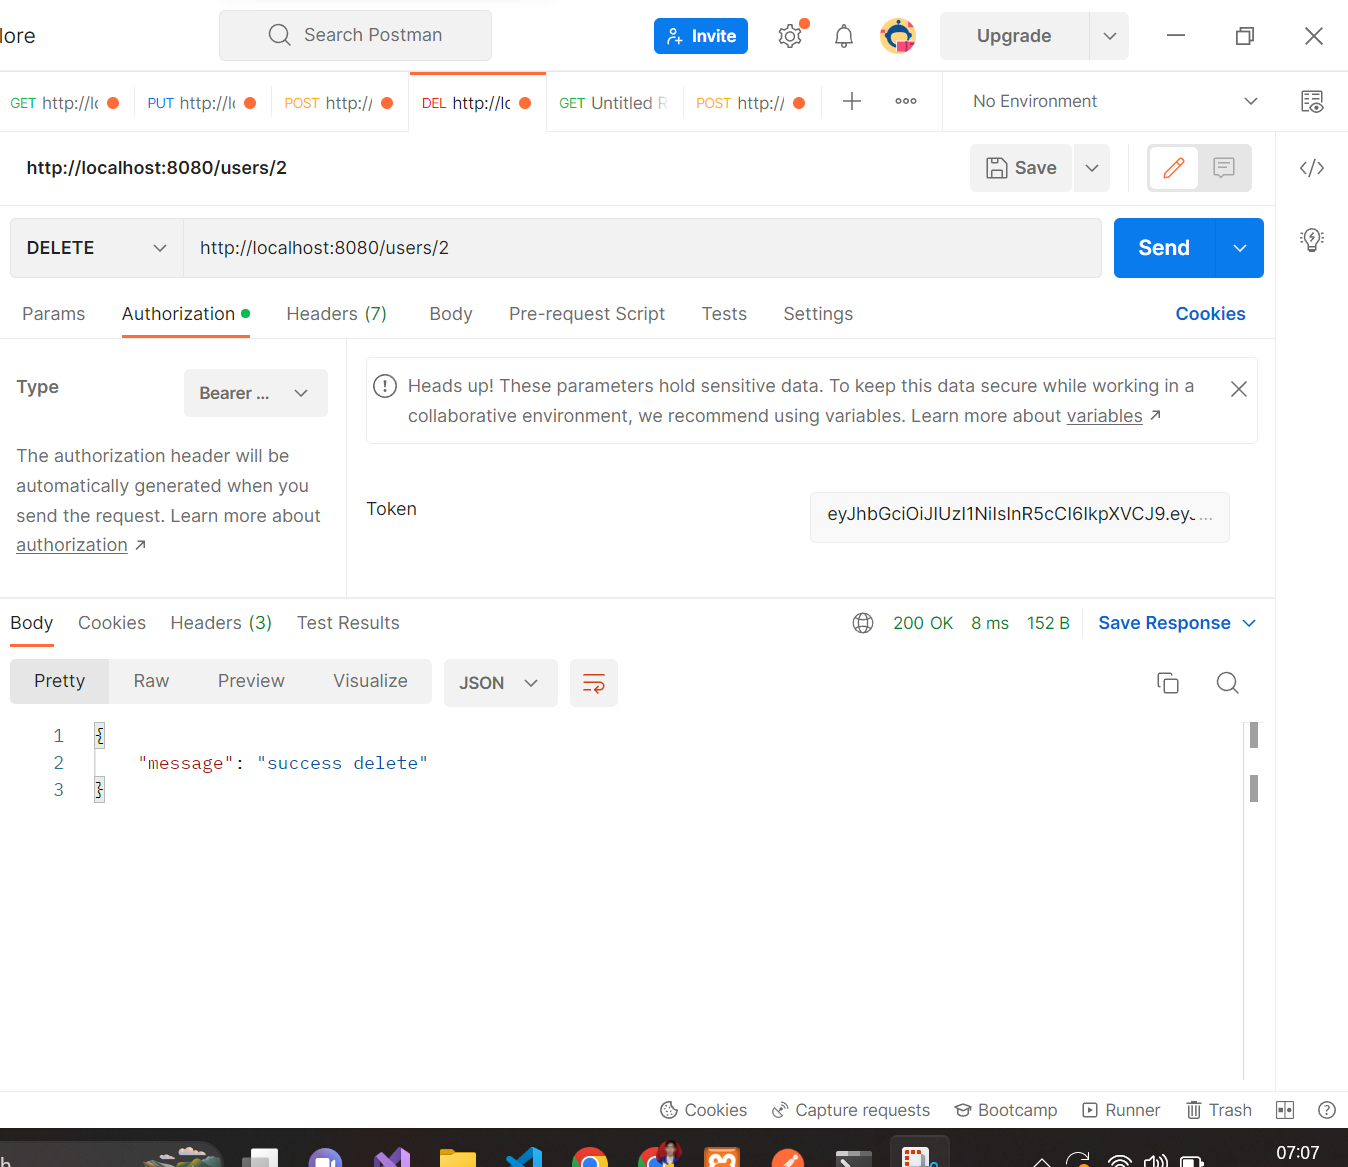 lore
Search Postman
Invite
Upgrade
GET http://lo
PUT http://lo
POST http://
DEL http://lo
GET Untitled R
POST http://
No Environment
http://localhost:8080/users/2
Save
DELETE
http://localhost:8080/users/2
Send
Params
Authorization
Headers (7)
Body
Pre-request Script
Tests
Settings
Cookies
Type
Bearer ...
Heads up! These parameters hold sensitive data. To keep this data secure while working in a
collaborative environment, we recommend using variables. Learn more about variables ↗
The authorization header will be
automatically generated when you
send the request. Learn more about
authorization ↗
Token
eyJhbGciOiJIUzI1NiIsInR5cCI6IkpXVCJ9.eyJ...
Body
Cookies
Headers (3)
Test Results
200 OK
8 ms
152 B
Save Response
Pretty
Raw
Preview
Visualize
JSON
1 {
2 "message": "success delete"
3 }
Cookies
Capture requests
Bootcamp
Runner
Trash
h
07:07